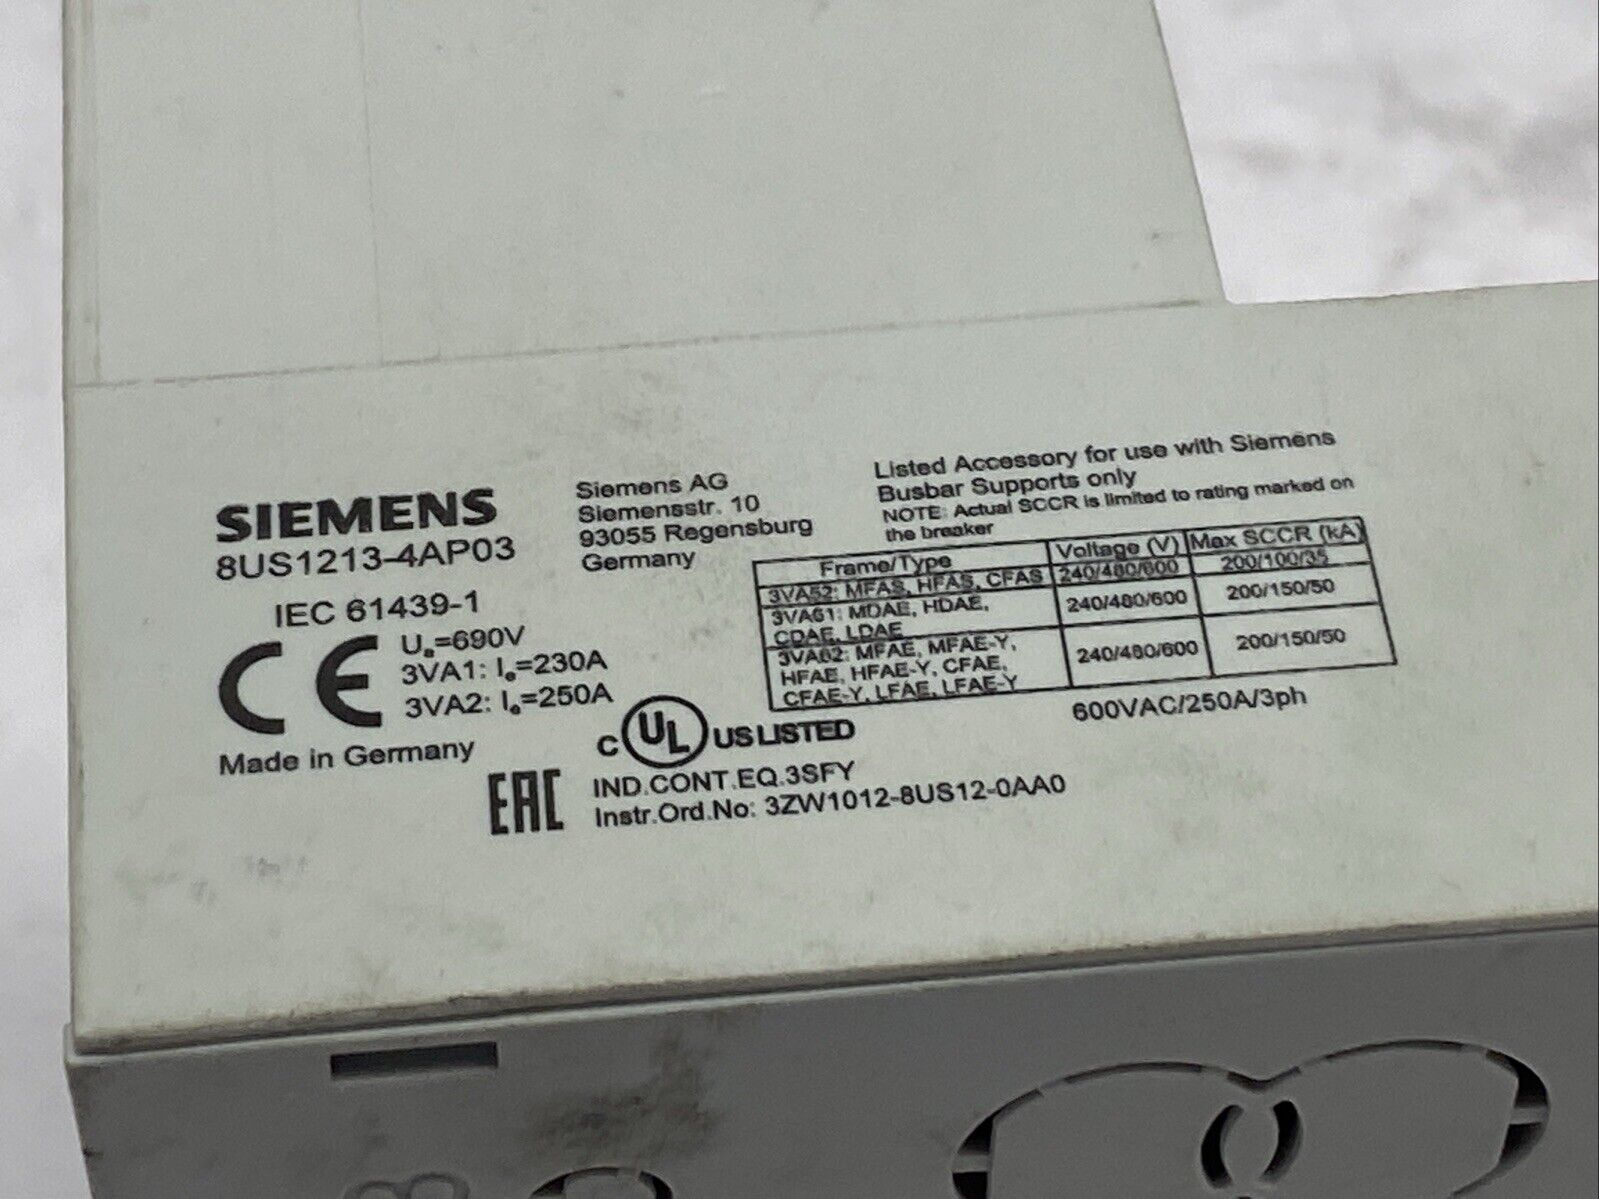 SIEMENS
8US1213-4AP03
IEC 61439-1
CE
Ue=690V
3VA1: Ie=230A
3VA2: Ie=250A
Made in Germany
Siemens AG
Siemensstr. 10
93055 Regensburg
Germany
Listed Accessory for use with Siemens
Busbar Supports only
NOTE: Actual SCCR is limited to rating marked on
the breaker
Frame/Type Voltage (V) Max SCCR (kA)
3VA52: MFAS, HFAS, CFAS 240/480/600 200/100/35
3VA61: MDAE, HDAE,
CDAE, LDAE 240/480/600 200/150/50
3VA62: MFAE, MFAE-Y,
HFAE, HFAE-Y, CFAE, 240/480/600 200/150/50
CFAE-Y, LFAE, LFAE-Y
600VAC/250A/3ph
C UL US LISTED
EAC
IND.CONT.EQ.3SFY
Instr.Ord.No: 3ZW1012-8US12-0AA0